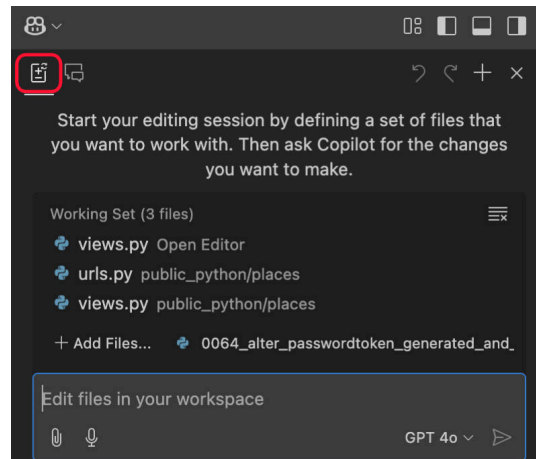 Start your editing session by defining a set of files that
you want to work with. Then ask Copilot for the changes
you want to make.
Working Set (3 files)
views.py Open Editor
urls.py public_python/places
views.py public_python/places
+ Add Files... 0064_alter_passwordtoken_generated_and_
Edit files in your workspace
GPT 4o